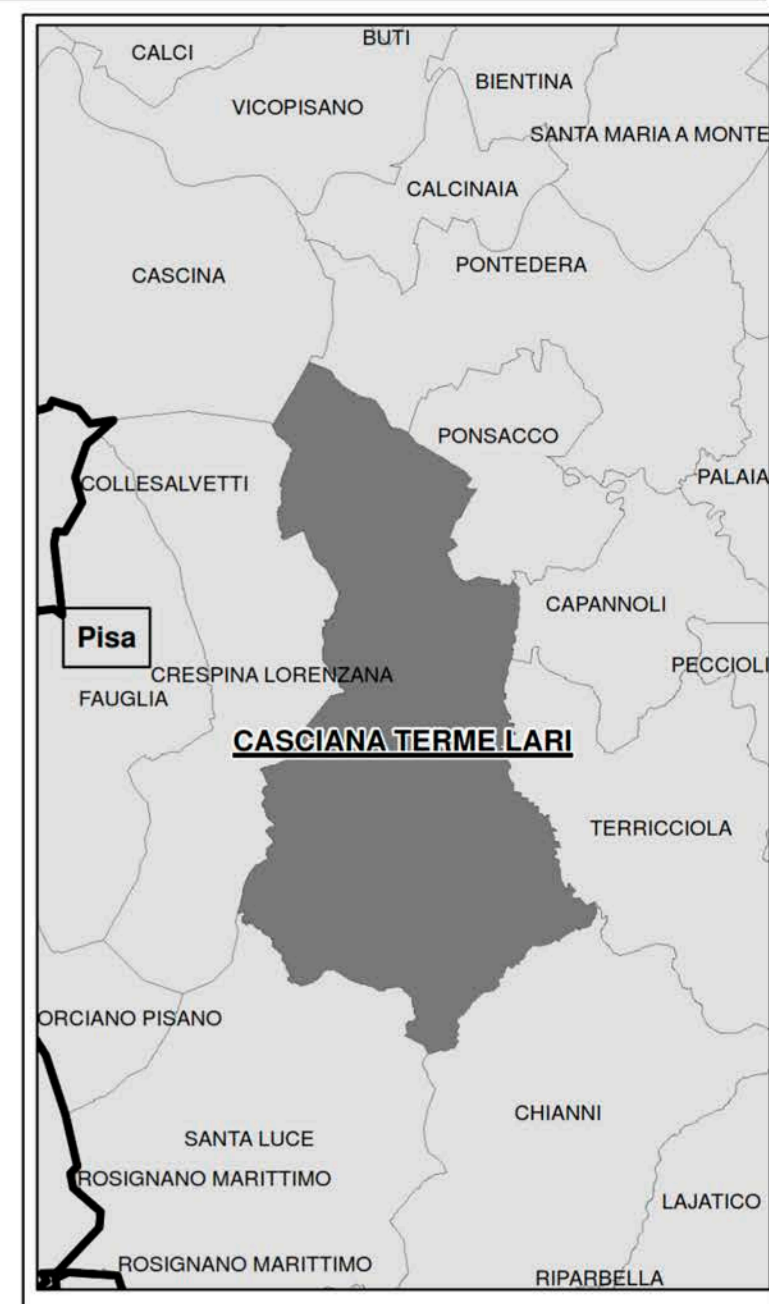 BUTI
CALCI
BIENTINA
VICOPISANO
SANTA MARIA A MONTE
CALCINAIA
PONTEDERA
CASCINA
PONSACCO
PALAIA
COLLESALVETTI
CAPANNOLI
Pisa
PECCIOLI
CRESPINA LORENZANA
FAUGLIA
CASCIANA TERME LARI
TERRICCIOLA
ORCIANO PISANO
CHIANNI
SANTA LUCE
ROSIGNANO MARITTIMO
LAJATICO
ROSIGNANO MARITTIMO
RIPARBELLA